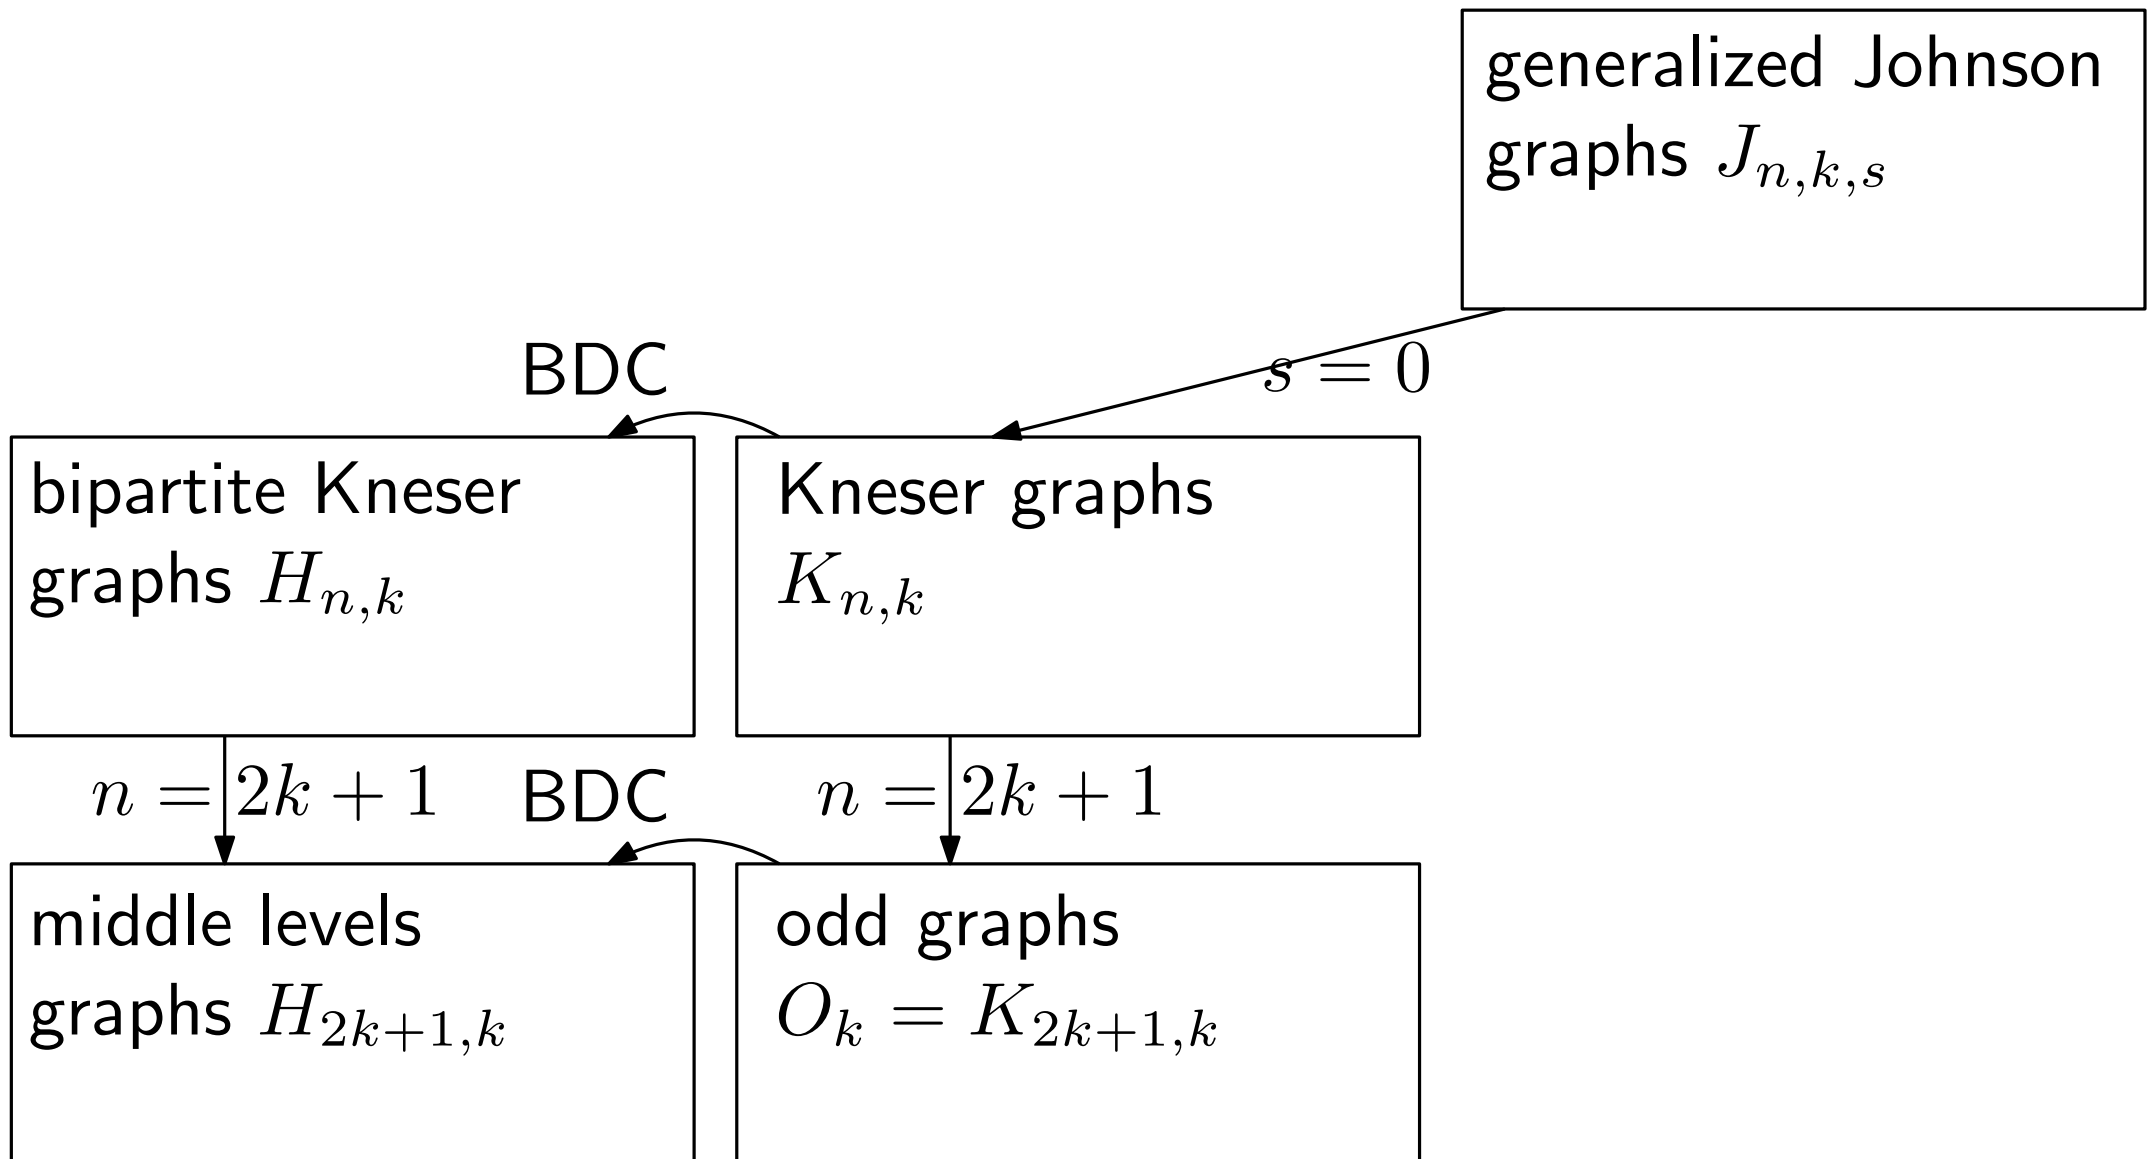 generalized Johnson
graphs $J_{n,k,s}$
BDC
$s = 0$
bipartite Kneser
graphs $H_{n,k}$
Kneser graphs
$K_{n,k}$
$n = 2k + 1$
BDC
$n = 2k + 1$
middle levels
graphs $H_{2k+1,k}$
odd graphs
$O_k = K_{2k+1,k}$